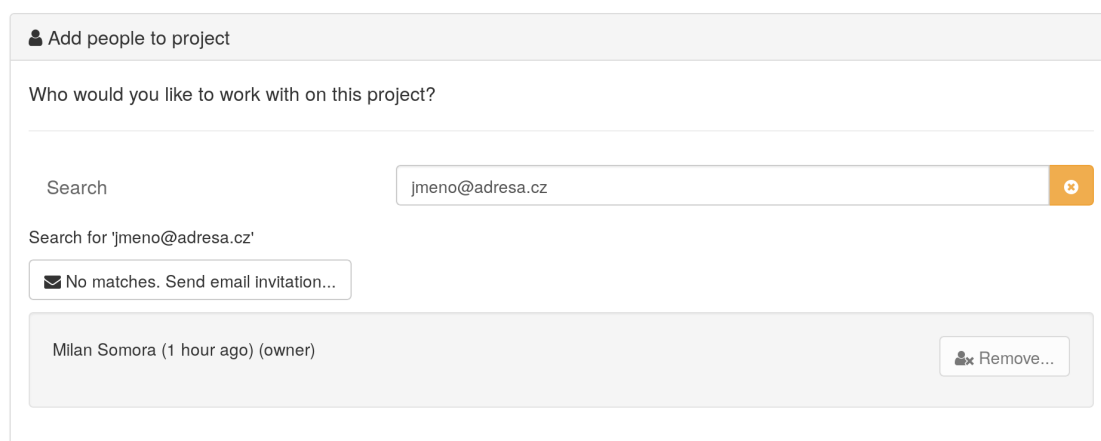 Add people to project
Who would you like to work with on this project?
Search
jmeno@adresa.cz
Search for 'jmeno@adresa.cz'
No matches. Send email invitation...
Milan Somora (1 hour ago) (owner)
Remove...